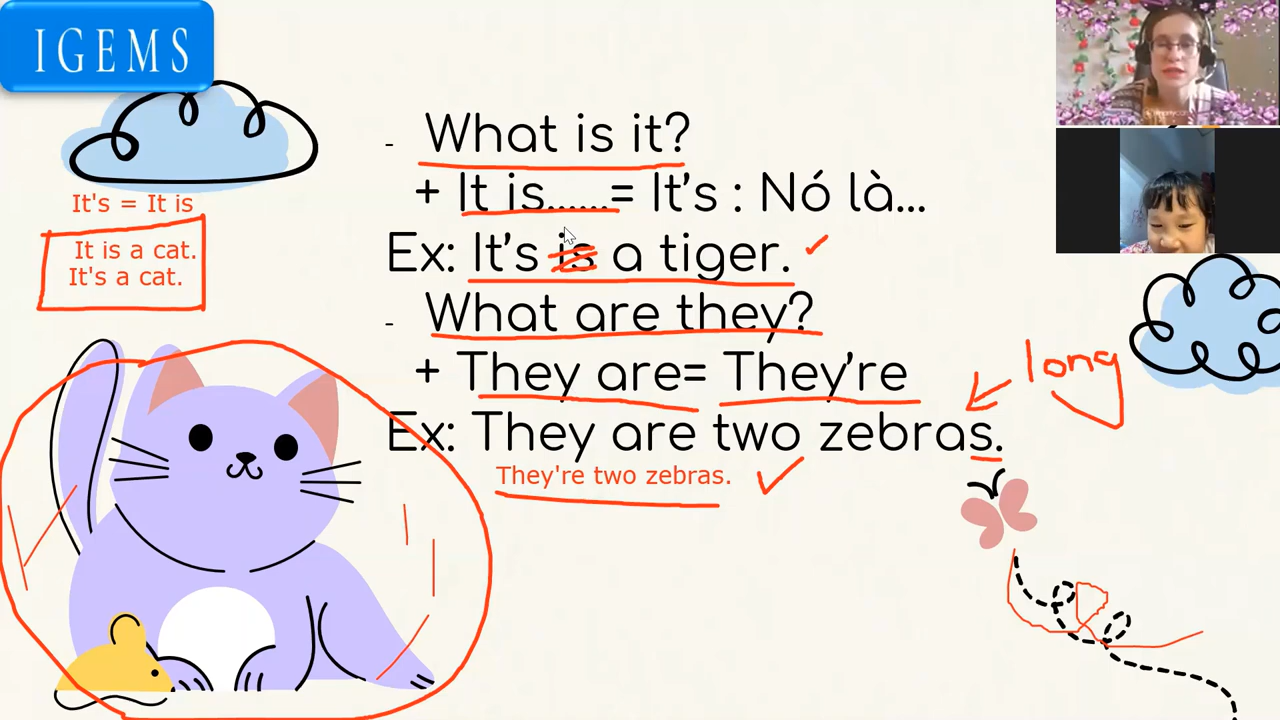 IGEMS
- What is it?
+ It is......= It's : Nó là...
It's = It is
It is a cat.
It's a cat.
Ex: It's is a tiger.
- What are they?
+ They are= They're
long
Ex: They are two zebras.
They're two zebras.